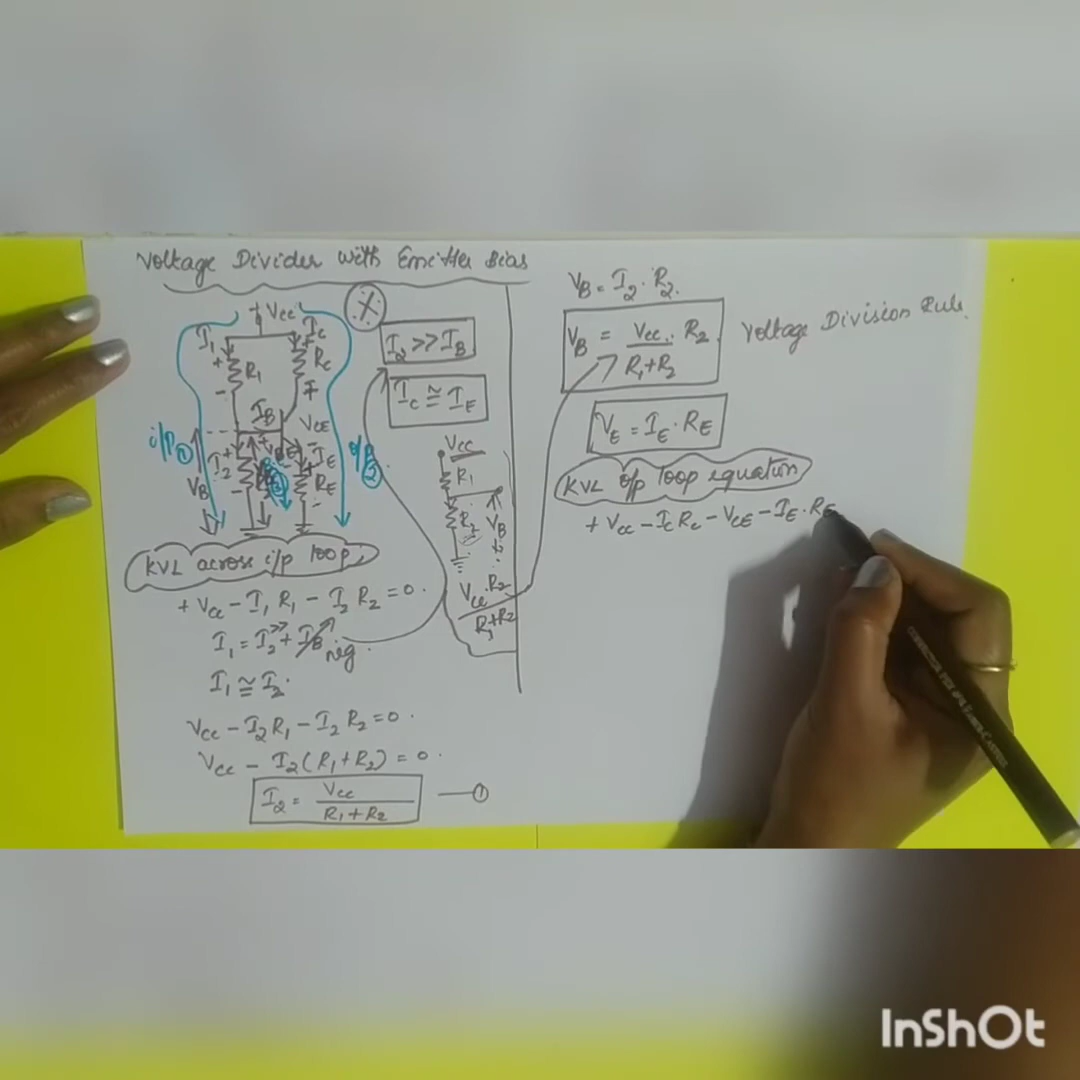 Voltage Divider with Emitter Bias
+Vcc
I1
Ic
R1
Rc
IB
VCE
i/p①
I2
IE
RE
VB
o/p②
X
I2 >> IB
Ic ≅ IE
Vcc
R1
R2
VB
Vcc·R2
R1+R2
KVL across i/p loop
+ Vcc - I1 R1 - I2 R2 = 0.
I1 = I2 >> + IB neg.
I1 ≅ I2.
Vcc - I2R1 - I2 R2 = 0.
Vcc - I2(R1+R2) = 0.
I2 = Vcc
R1+R2
①
VB = I2 · R2.
VB = Vcc · R2.
R1+R2
Voltage Division Rule.
VE = IE · RE
KVL o/p loop equation
+ Vcc - Ic Rc - VCE - IE · RE
InShOt